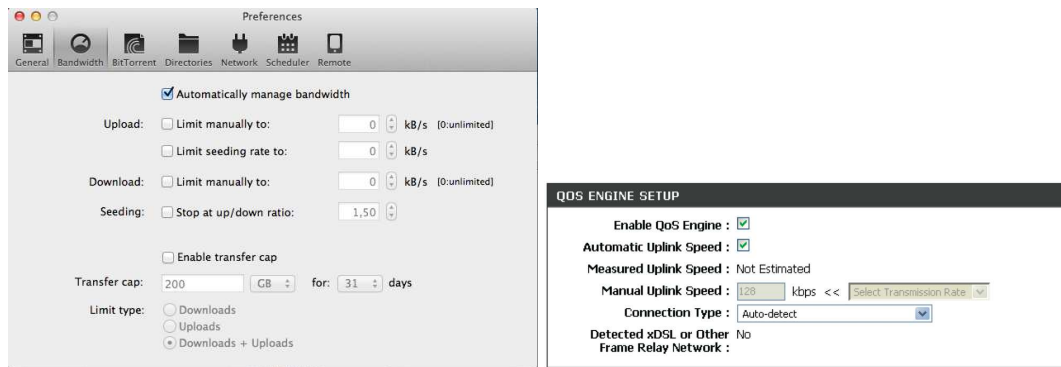 Preferences
General Bandwidth BitTorrent Directories Network Scheduler Remote
Automatically manage bandwidth
Upload: Limit manually to: 0 kB/s [0:unlimited]
Limit seeding rate to: 0 kB/s
Download: Limit manually to: 0 kB/s [0:unlimited]
Seeding: Stop at up/down ratio: 1,50
Enable transfer cap
Transfer cap: 200 GB for: 31 days
Limit type: Downloads
Uploads
Downloads + Uploads
QOS ENGINE SETUP
Enable QoS Engine :
Automatic Uplink Speed :
Measured Uplink Speed : Not Estimated
Manual Uplink Speed : 128 kbps << Select Transmission Rate
Connection Type : Auto-detect
Detected xDSL or Other No
Frame Relay Network :